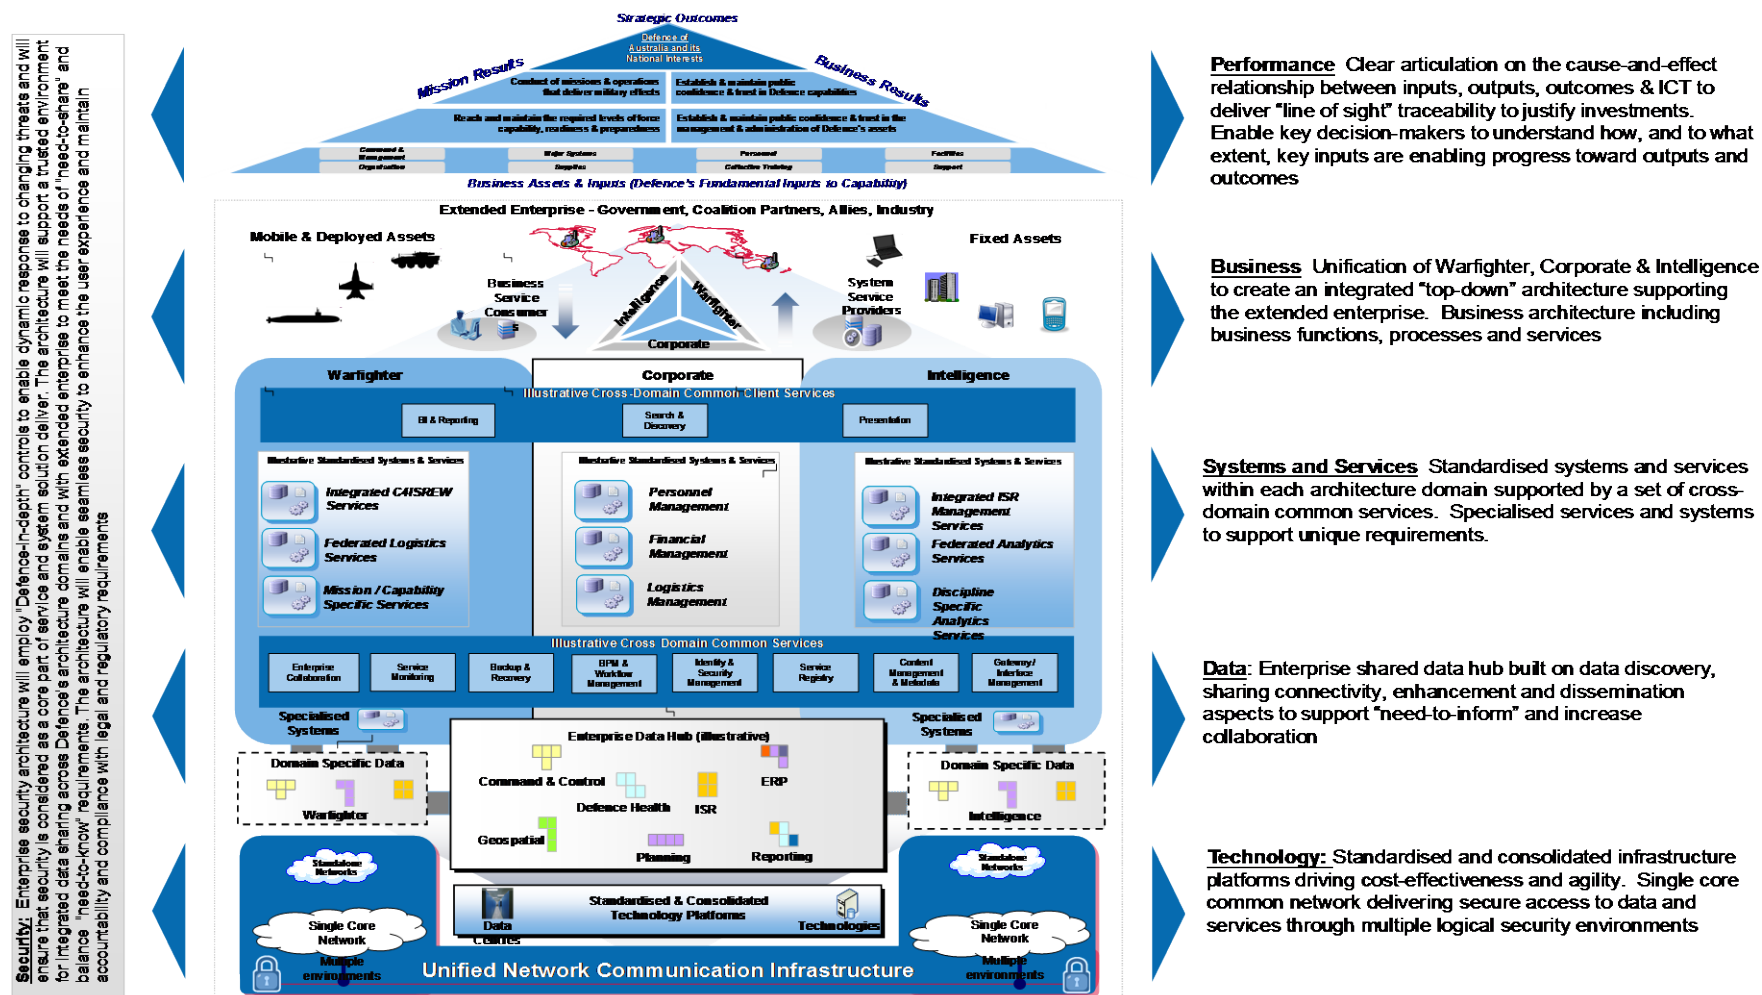 Security: Enterprise security architecture will employ "Defence-in-depth" controls to enable dynamic response to changing threats and will
ensure that security is considered as a core part of service and system solution deliver. The architecture will support a trusted environment
for integrated data sharing across Defence's architecture domains and with extended enterprise to meet the needs of "need-to-share" and
balance "need-to-know" requirements. The architecture will enable seamless security to enhance the user experience and maintain
accountability and compliance with legal and regulatory requirements
Strategic Outcomes
Defence of
Australia and its
National Interests
Mission Results
Business Results
Conduct of missions & operations
that deliver military effects
Establish & maintain public
confidence & trust in Defence capabilities
Reach and maintain the required levels of force
capability, readiness & preparedness
Establish & maintain public confidence & trust in the
management & administration of Defence's assets
Command &
Management
Major Systems
Personnel
Facilities
Organisation
Supplies
Collective Training
Support
Business Assets & Inputs (Defence's Fundamental Inputs to Capability)
Extended Enterprise - Government, Coalition Partners, Allies, Industry
Mobile & Deployed Assets
Fixed Assets
Business
Service
Consumer
s
System
Service
Providers
Intelligence
Warfighter
Corporate
Warfighter
Corporate
Intelligence
Illustrative Cross-Domain Common Client Services
BI & Reporting
Search &
Discovery
Presentation
Illustrative Standardised Systems & Services
Integrated C4ISREW
Services
Federated Logistics
Services
Mission / Capability
Specific Services
Illustrative Standardised Systems & Services
Personnel
Management
Financial
Management
Logistics
Management
Illustrative Standardised Systems & Services
Integrated ISR
Management
Services
Federated Analytics
Services
Discipline
Specific
Analytics
Services
Illustrative Cross Domain Common Services
Enterprise
Collaboration
Service
Monitoring
Backup &
Recovery
BPM &
Workflow
Management
Identity &
Security
Management
Service
Registry
Content
Management
& Metadata
Gateway/
Interface
Management
Specialised
Systems
Specialised
Systems
Enterprise Data Hub (illustrative)
Command & Control
Defence Health
ISR
ERP
Geospatial
Planning
Reporting
Domain Specific Data
Warfighter
Domain Specific Data
Intelligence
Standalone
Networks
Standalone
Networks
Standardised & Consolidated
Technology Platforms
Data
Centres
Technologies
Single Core
Network
Multiple
environments
Single Core
Network
Multiple
environments
Unified Network Communication Infrastructure
Performance Clear articulation on the cause-and-effect
relationship between inputs, outputs, outcomes & ICT to
deliver "line of sight" traceability to justify investments.
Enable key decision-makers to understand how, and to what
extent, key inputs are enabling progress toward outputs and
outcomes
Business Unification of Warfighter, Corporate & Intelligence
to create an integrated "top-down" architecture supporting
the extended enterprise. Business architecture including
business functions, processes and services
Systems and Services Standardised systems and services
within each architecture domain supported by a set of cross-
domain common services. Specialised services and systems
to support unique requirements.
Data: Enterprise shared data hub built on data discovery,
sharing connectivity, enhancement and dissemination
aspects to support "need-to-inform" and increase
collaboration
Technology: Standardised and consolidated infrastructure
platforms driving cost-effectiveness and agility. Single core
common network delivering secure access to data and
services through multiple logical security environments